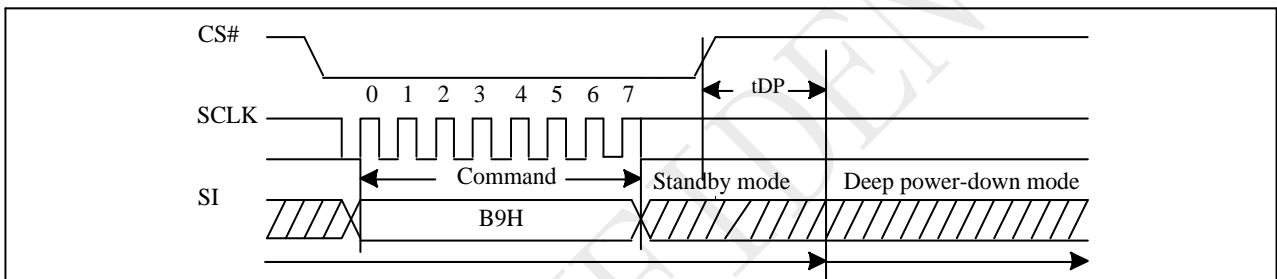 CS#
tDP
0 1 2 3 4 5 6 7
SCLK
Command
Standby mode
Deep power-down mode
SI
B9H